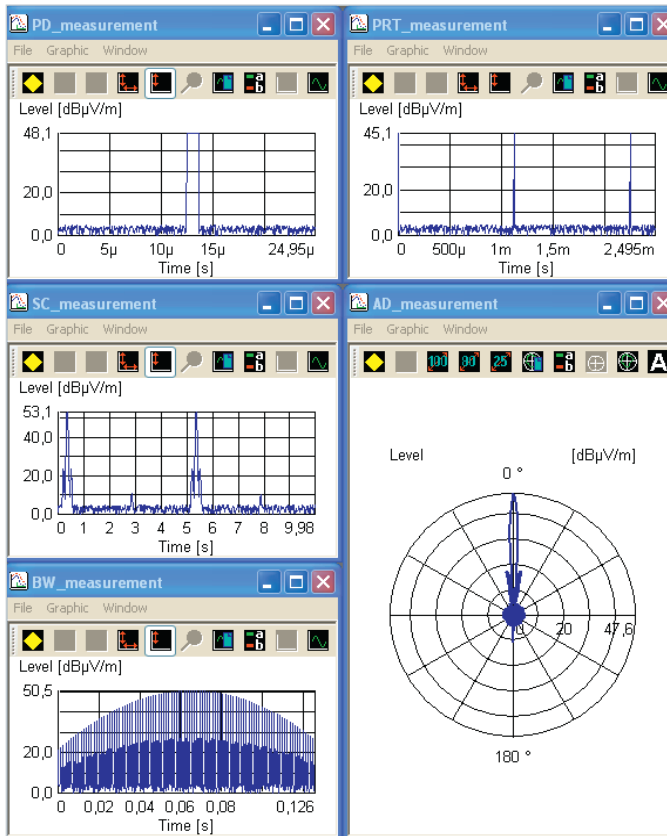 PD_measurement
File Graphic Window
Level [dBµV/m]
48,1
20,0
0,0
0 5µ 10µ 15µ 24,95µ
Time [s]
PRT_measurement
File Graphic Window
Level [dBµV/m]
45,1
20,0
0,0
0 500µ 1m 1,5m 2,495m
Time [s]
SC_measurement
File Graphic Window
Level [dBµV/m]
53,1
40,0
20,0
0,0
0 1 2 3 4 5 6 7 8 9,98
Time [s]
AD_measurement
File Graphic Window
100 90 25 a b A
Level [dBµV/m]
0 °
0 20 47,6
180 °
BW_measurement
File Graphic Window
Level [dBµV/m]
50,5
20,0
0,0
0 0,02 0,04 0,06 0,08 0,126
Time [s]